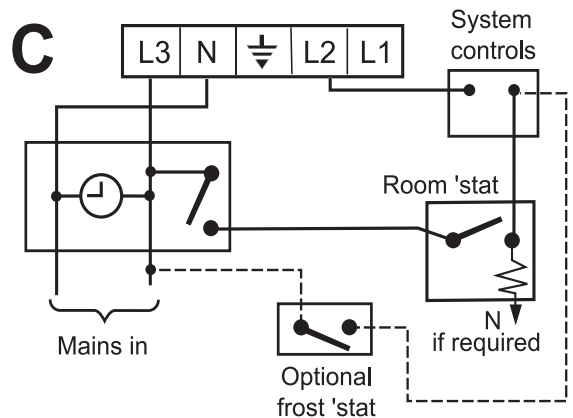 C
L3 N L2 L1
System
controls
Room 'stat
N
if required
Mains in
Optional
frost 'stat